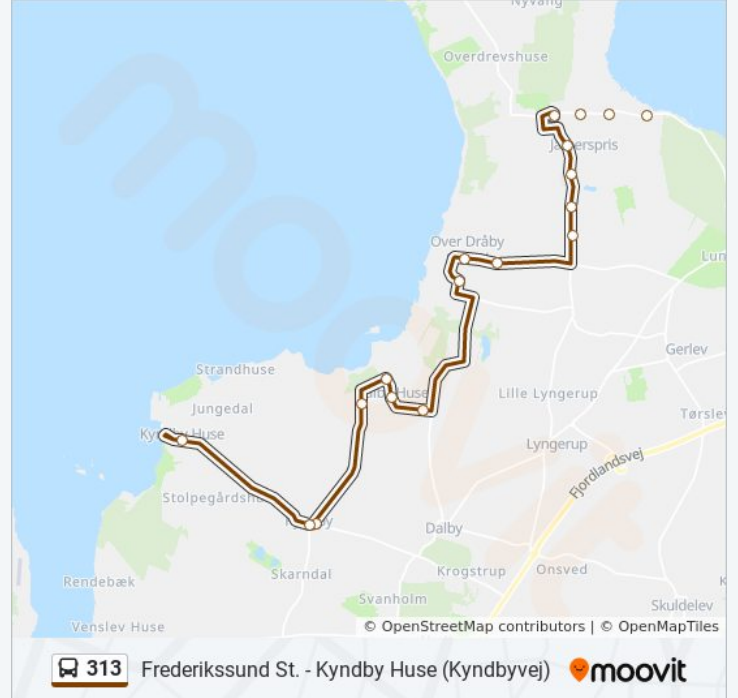 Nyvang
Overdrevshuse
Jægerspris
Over Dråby
Lun
Gerlev
Strandhuse
Lille Lyngerup
Jungedal
Tørslev
Kyndby Huse
Lyngerup
Fjordlandsvej
Stolpegårdshu
Dalby
Skarndal
Krogstrup
Onsved
Rendebæk
Svanholm
Skuldelev
Venslev Huse
© OpenStreetMap contributors | © OpenMapTiles
313 Frederikssund St. - Kyndby Huse (Kyndbyvej) moovit